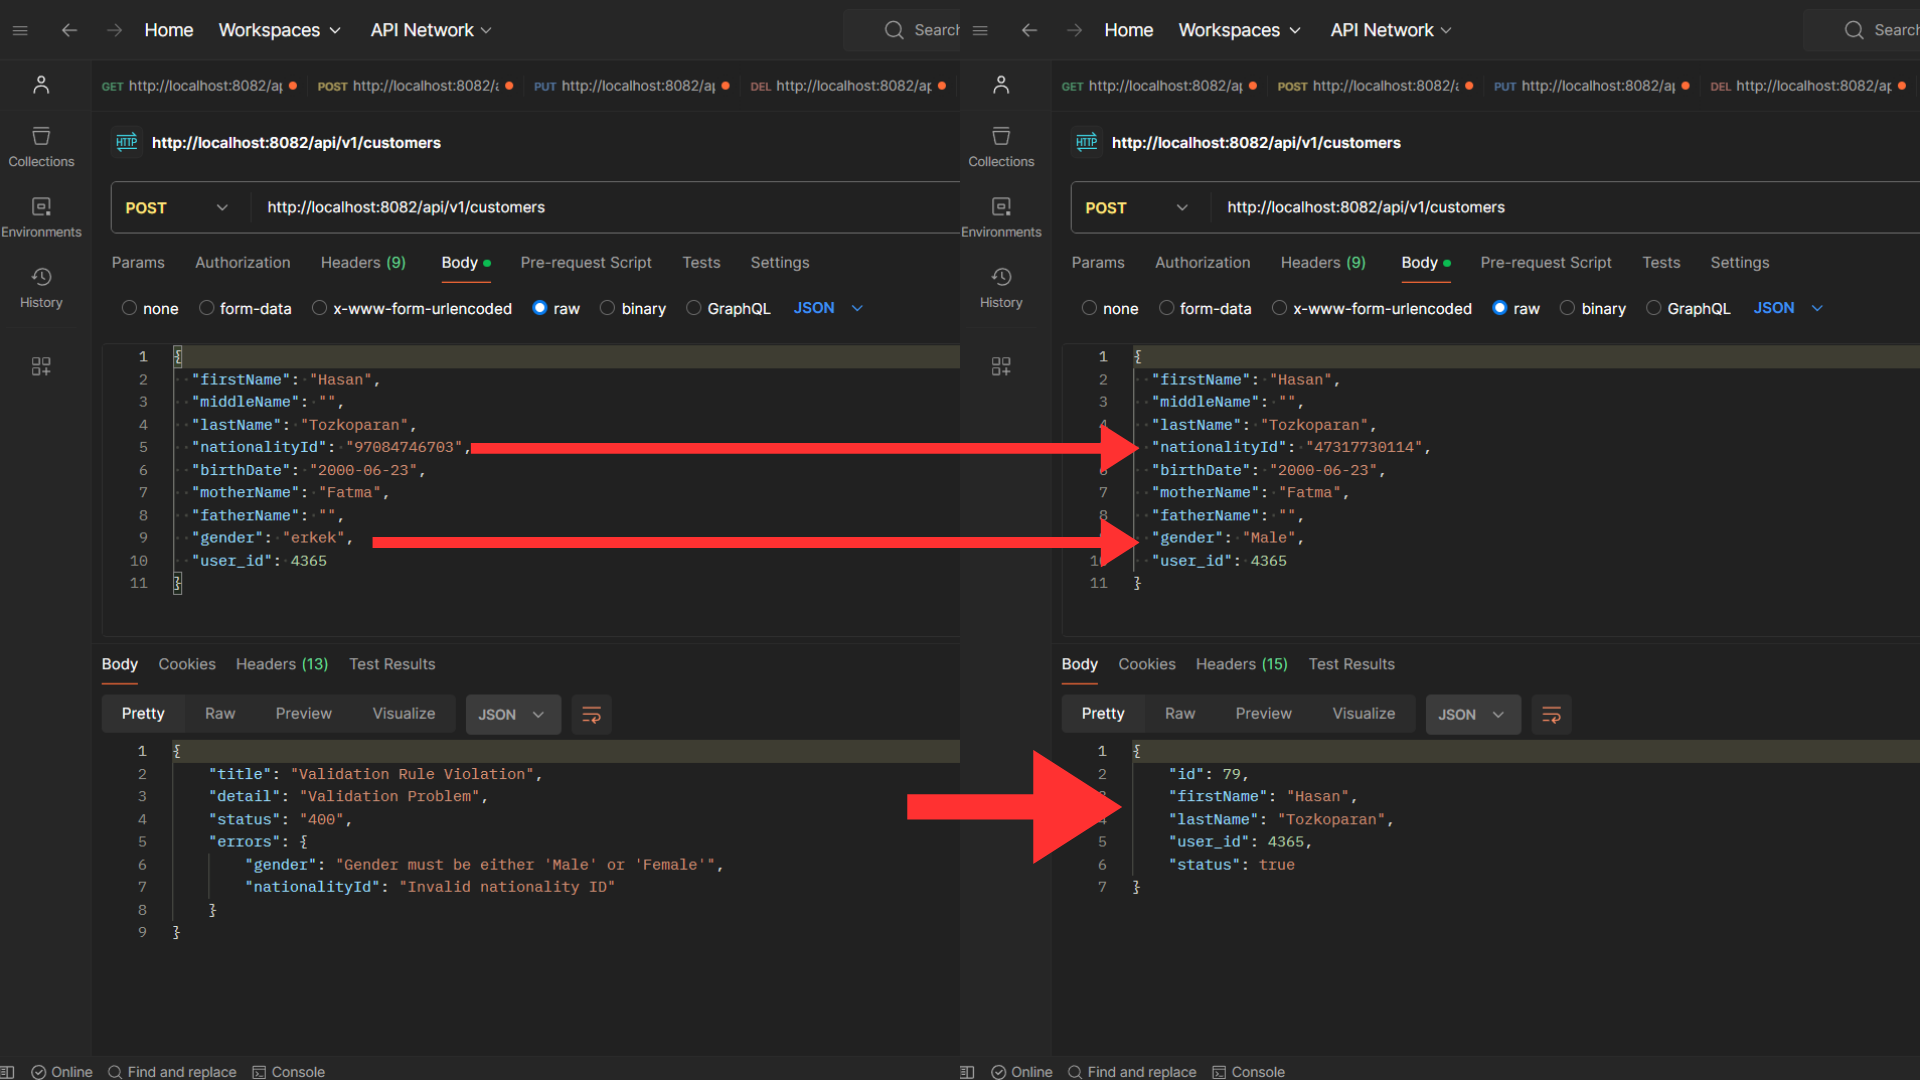 Home Workspaces API Network Search
GET http://localhost:8082/ap POST http://localhost:8082/a PUT http://localhost:8082/ap DEL http://localhost:8082/ap
Collections
Environments
History
HTTP http://localhost:8082/api/v1/customers
POST http://localhost:8082/api/v1/customers
Params Authorization Headers (9) Body Pre-request Script Tests Settings
none form-data x-www-form-urlencoded raw binary GraphQL JSON
1 {
2 "firstName": "Hasan",
3 "middleName": "",
4 "lastName": "Tozkoparan",
5 "nationalityId": "97084746703",
6 "birthDate": "2000-06-23",
7 "motherName": "Fatma",
8 "fatherName": "",
9 "gender": "erkek",
10 "user_id": 4365
11 }
Body Cookies Headers (13) Test Results
Pretty Raw Preview Visualize JSON
1 {
2 "title": "Validation Rule Violation",
3 "detail": "Validation Problem",
4 "status": "400",
5 "errors": {
6 "gender": "Gender must be either 'Male' or 'Female'",
7 "nationalityId": "Invalid nationality ID"
8 }
9 }
Online Find and replace Console
Home Workspaces API Network Search
GET http://localhost:8082/ap POST http://localhost:8082/a PUT http://localhost:8082/ap DEL http://localhost:8082/ap
Collections
Environments
History
HTTP http://localhost:8082/api/v1/customers
POST http://localhost:8082/api/v1/customers
Params Authorization Headers (9) Body Pre-request Script Tests Settings
none form-data x-www-form-urlencoded raw binary GraphQL JSON
1 {
2 "firstName": "Hasan",
3 "middleName": "",
4 "lastName": "Tozkoparan",
"nationalityId": "47317730114",
6 "birthDate": "2000-06-23",
7 "motherName": "Fatma",
8 "fatherName": "",
"gender": "Male",
10 "user_id": 4365
11 }
Body Cookies Headers (15) Test Results
Pretty Raw Preview Visualize JSON
1 {
2 "id": 79,
3 "firstName": "Hasan",
4 "lastName": "Tozkoparan",
5 "user_id": 4365,
6 "status": true
7 }
Online Find and replace Console